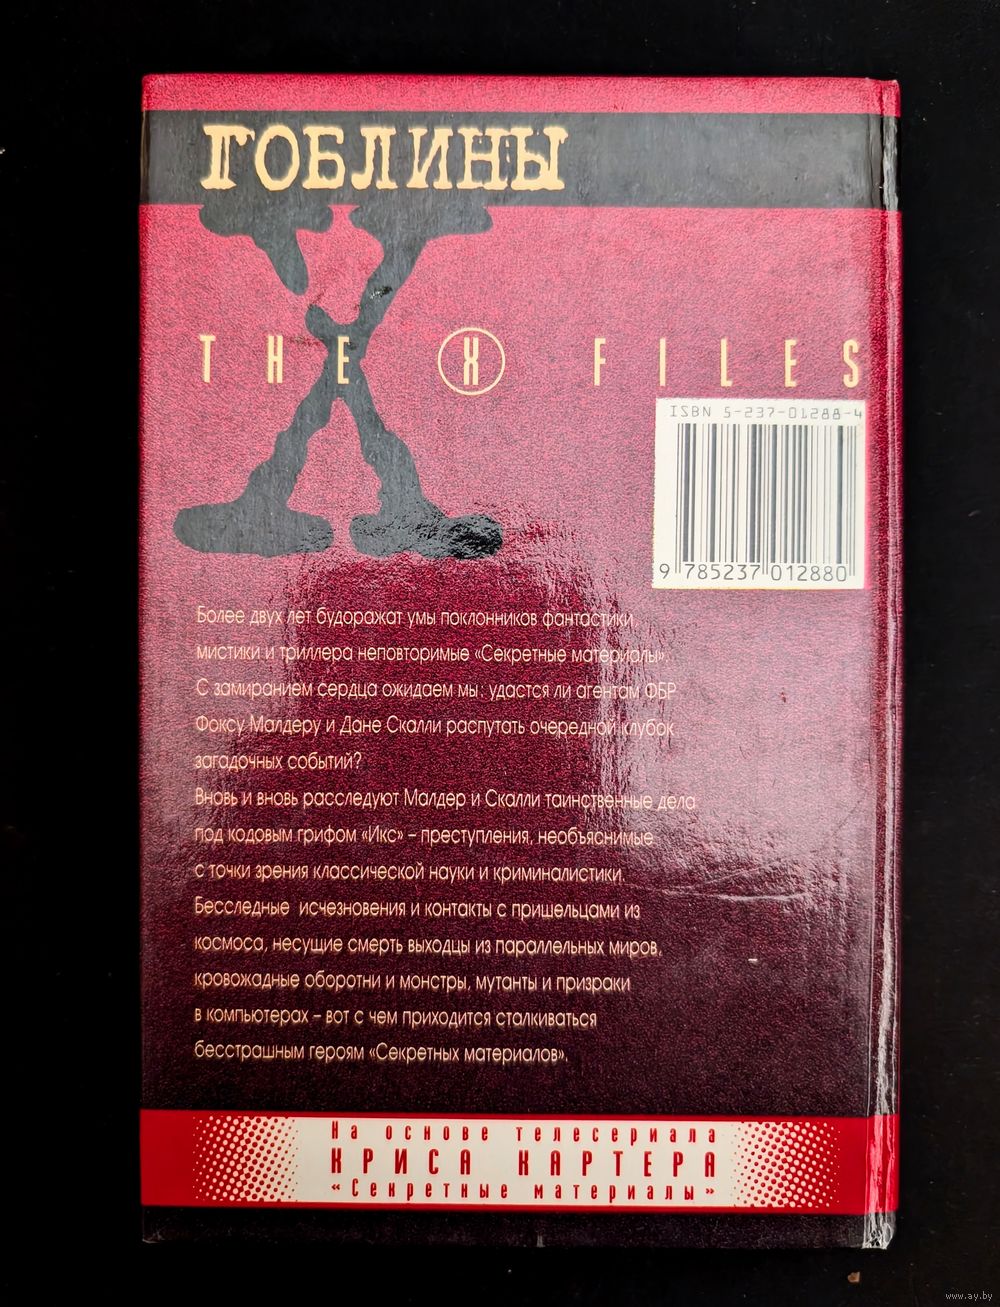 ГОБЛИНЫ
THE X FILES
ISBN 5-237-01288-4
9 785237 012880
Более двух лет будоражат умы поклонников фантастики,
мистики и триллера неповторимые «Секретные материалы».
С замиранием сердца ожидаем мы: удастся ли агентам ФБР
Фоксу Малдеру и Дане Скалли распутать очередной клубок
загадочных событий?
Вновь и вновь расследуют Малдер и Скалли таинственные дела
под кодовым грифом «Икс» – преступления, необъяснимые
с точки зрения классической науки и криминалистики.
Бесследные исчезновения и контакты с пришельцами из
космоса, несущие смерть выходцы из параллельных миров,
кровожадные оборотни и монстры, мутанты и призраки
в компьютерах – вот с чем приходится сталкиваться
бесстрашным героям «Секретных материалов».
На основе телесериала
КРИСА КАРТЕРА
«Секретные материалы»
www.ay.by